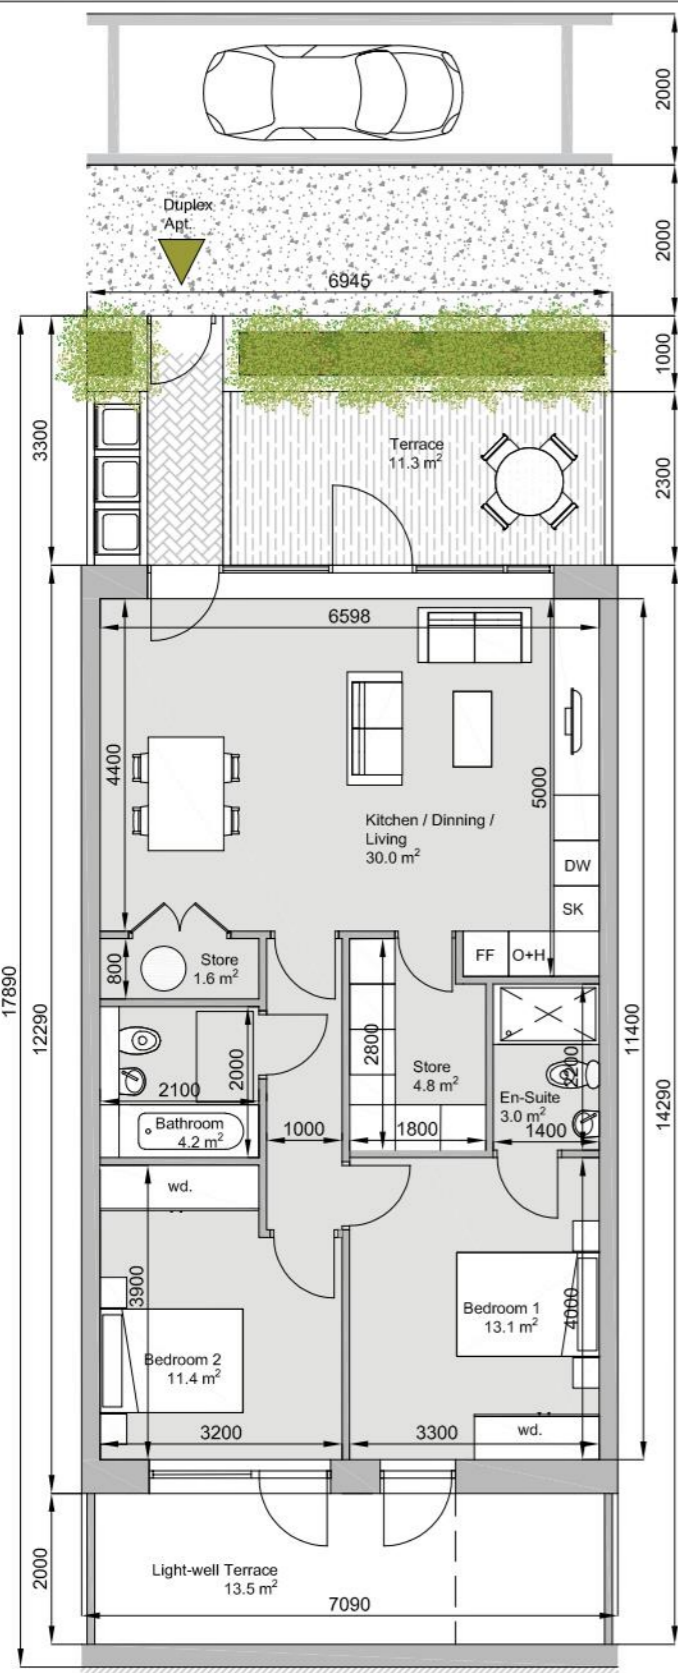 2000
Duplex
Apt.
2000
6945
1000
3300
Terrace
11.3 m²
2300
6598
4400
5000
Kitchen / Dinning /
Living
30.0 m²
DW
SK
FF
O+H
Store
1.6 m²
800
17890
12290
11400
14290
2800
Store
4.8 m²
2000
2100
2200
En-Suite
3.0 m²
Bathroom
4.2 m²
1000
1800
1400
wd.
3900
Bedroom 1
13.1 m²
4000
Bedroom 2
11.4 m²
3200
3300
wd.
Light-well Terrace
13.5 m²
2000
7090